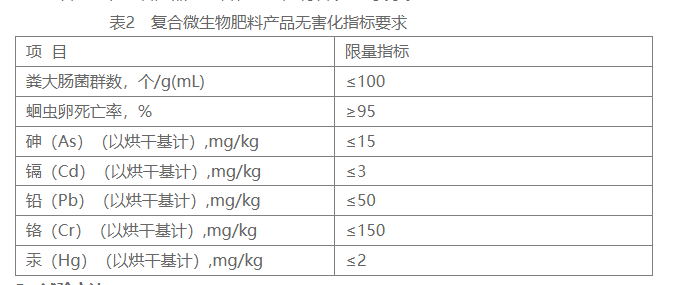 表2 复合微生物肥料产品无害化指标要求
项 目 限量指标
粪大肠菌群数，个/g(mL) ≤100
蛔虫卵死亡率，% ≥95
砷（As）（以烘干基计）,mg/kg ≤15
镉（Cd）（以烘干基计）,mg/kg ≤3
铅（Pb）（以烘干基计）,mg/kg ≤50
铬（Cr）（以烘干基计）,mg/kg ≤150
汞（Hg）（以烘干基计）,mg/kg ≤2